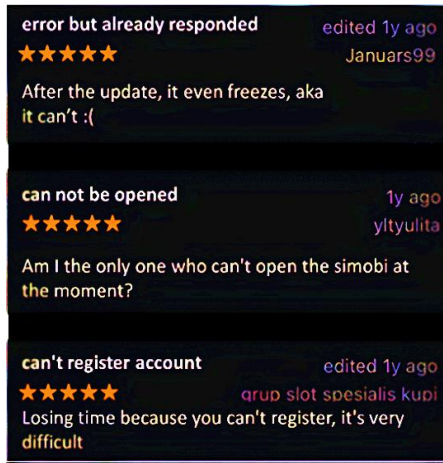 error but already responded
edited 1y ago
Januars99
After the update, it even freezes, aka
it can't :(
can not be opened
1y ago
yltyulita
Am I the only one who can't open the simobi at
the moment?
can't register account
edited 1y ago
grup slot spesialis kupi
Losing time because you can't register, it's very
difficult